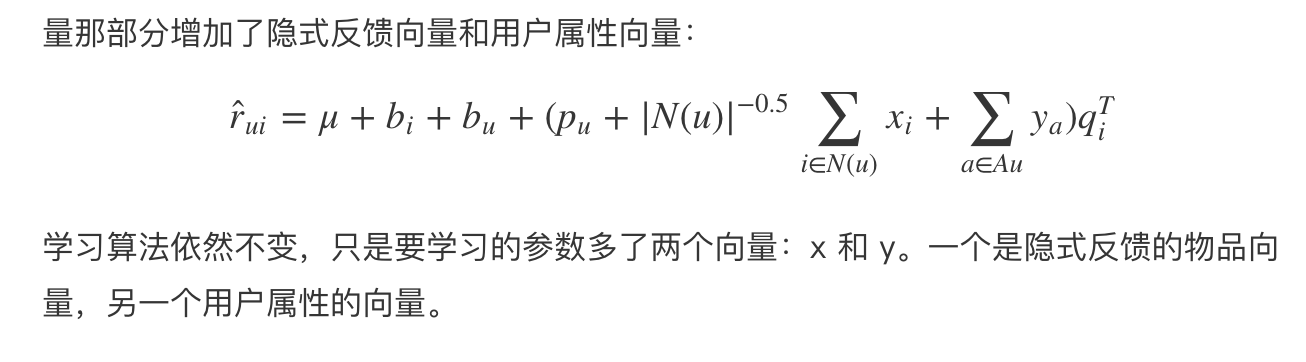 量那部分增加了隐式反馈向量和用户属性向量：
$$\hat{r}_{ui} = \mu + b_i + b_u + (p_u + |N(u)|^{-0.5} \sum_{i \in N(u)} x_i + \sum_{a \in Au} y_a) q_i^T$$
学习算法依然不变，只是要学习的参数多了两个向量：x 和 y。一个是隐式反馈的物品向
量，另一个用户属性的向量。